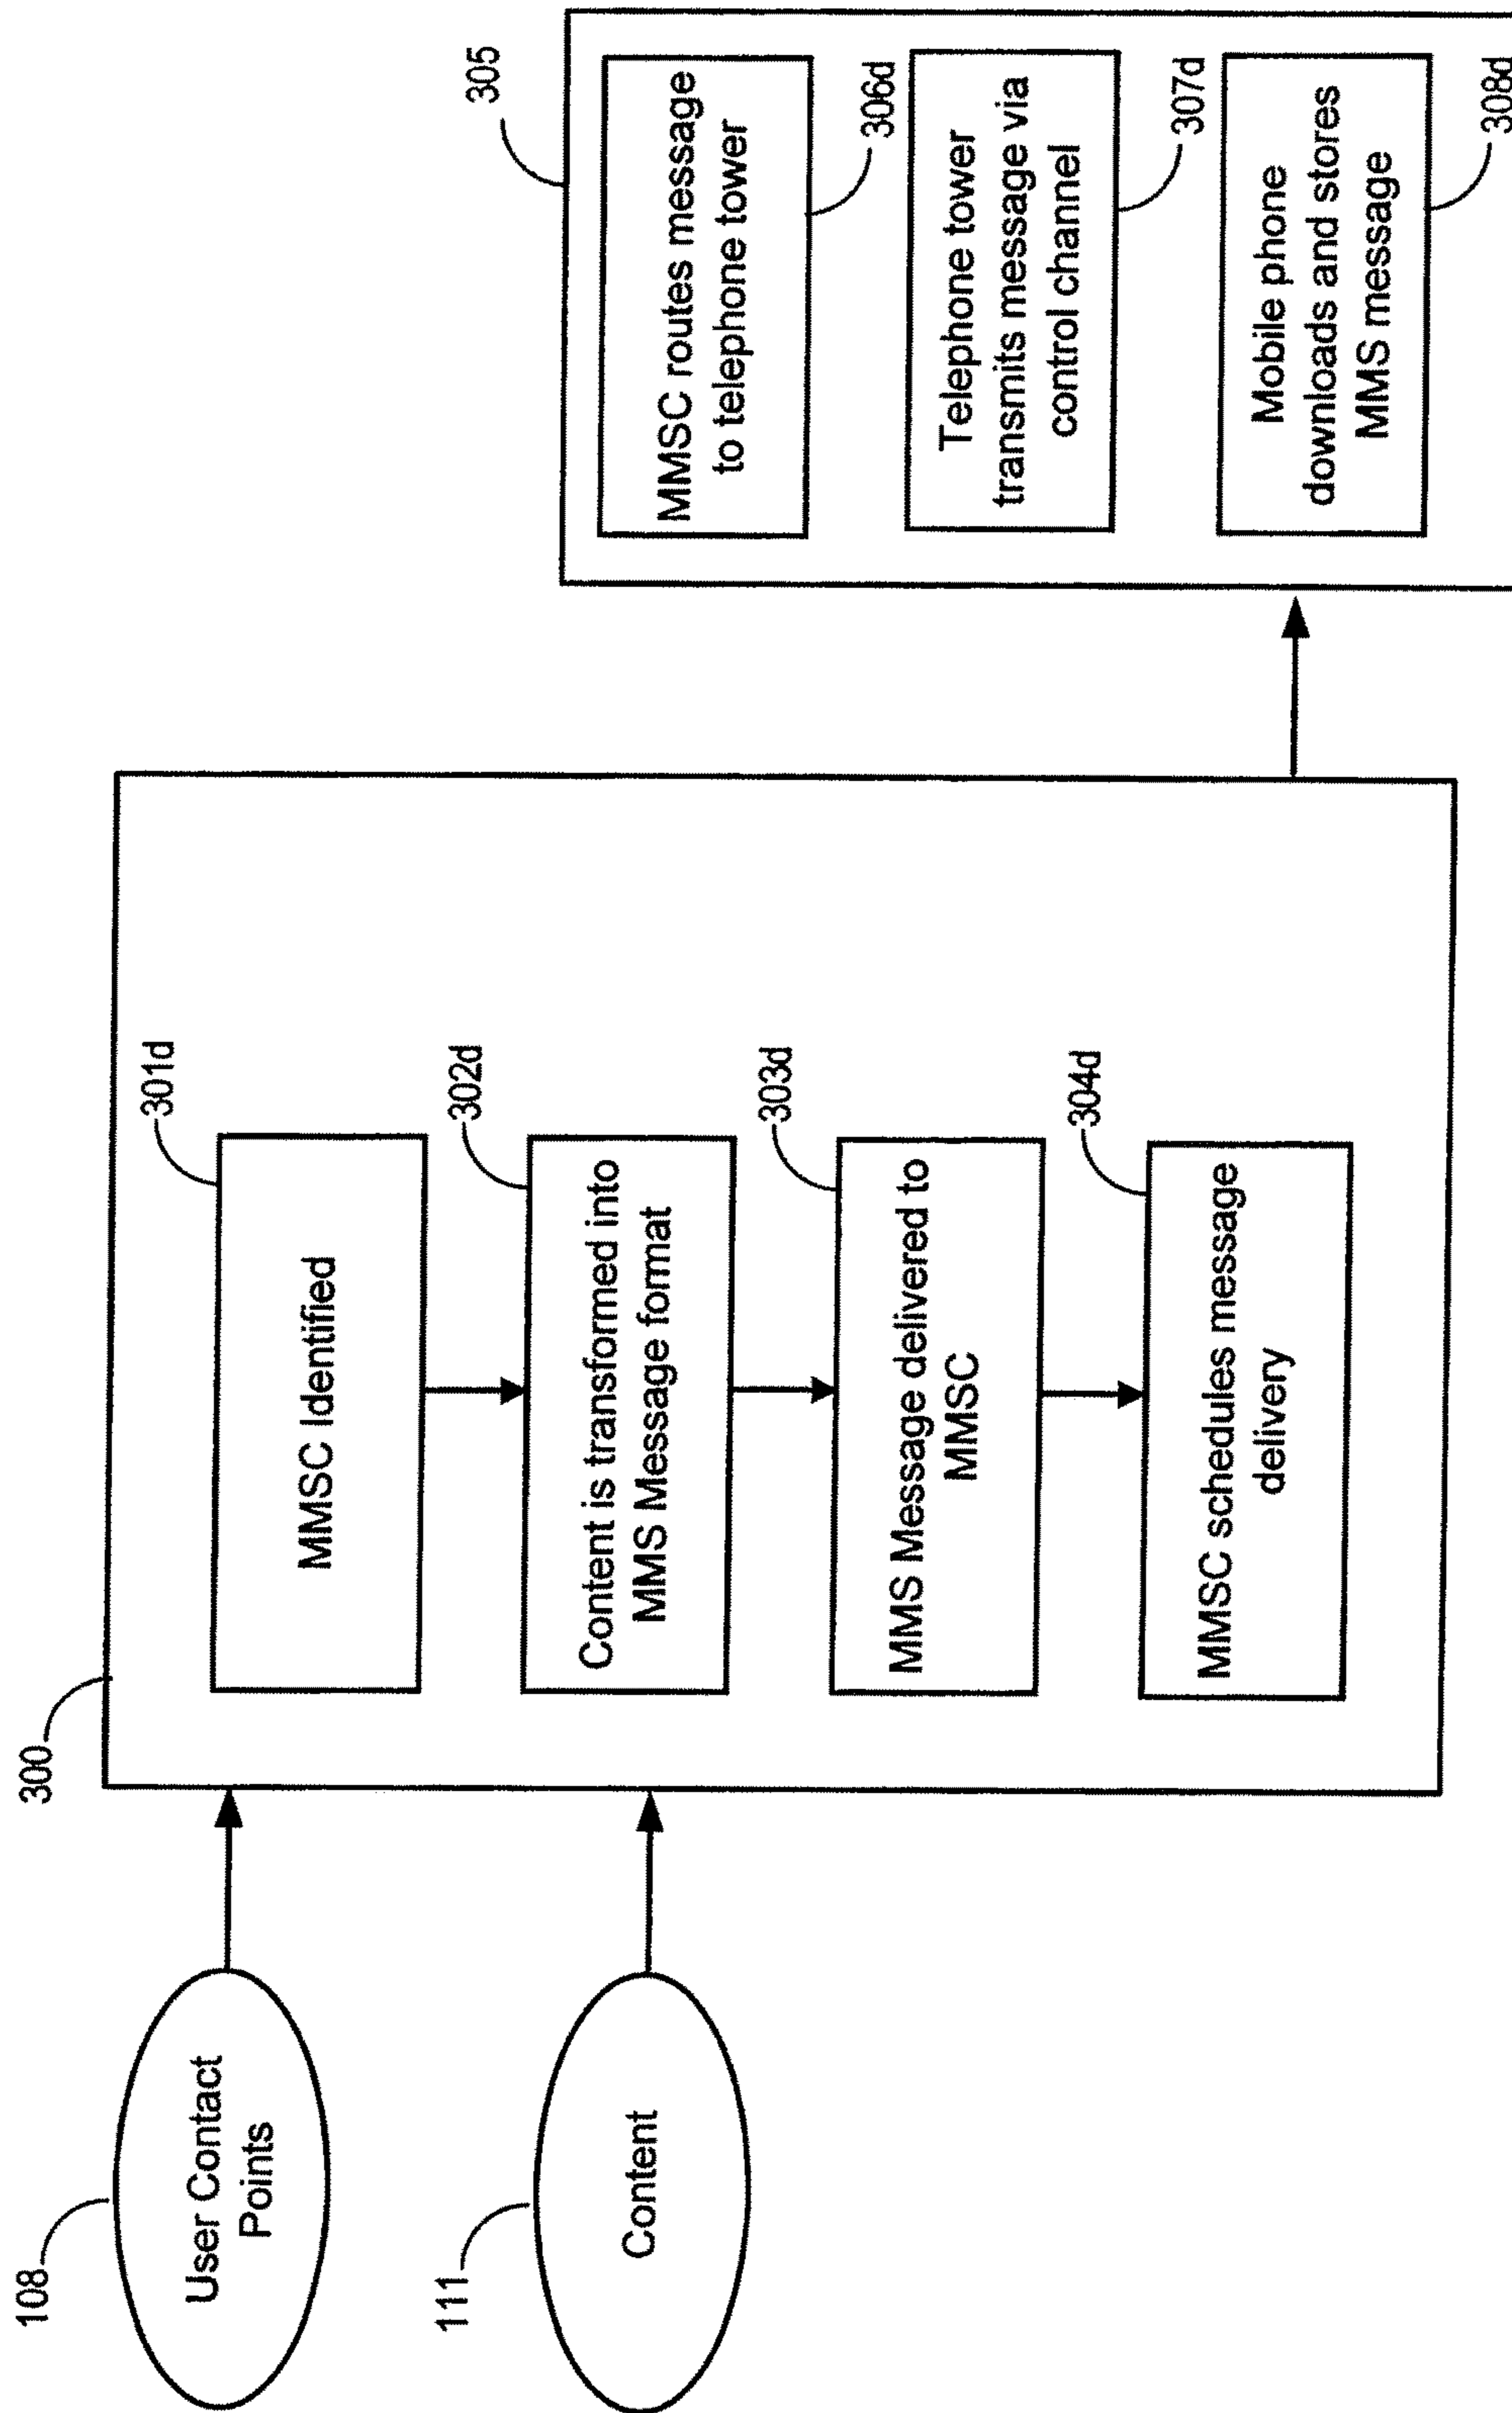 108
User Contact
Points
111
Content
300
301d
MMSC Identified
302d
Content is transformed into
MMS Message format
303d
MMS Message delivered to
MMSC
304d
MMSC schedules message
delivery
305
MMSC routes message
to telephone tower
306d
Telephone tower
transmits message via
control channel
307d
Mobile phone
downloads and stores
MMS message
308d